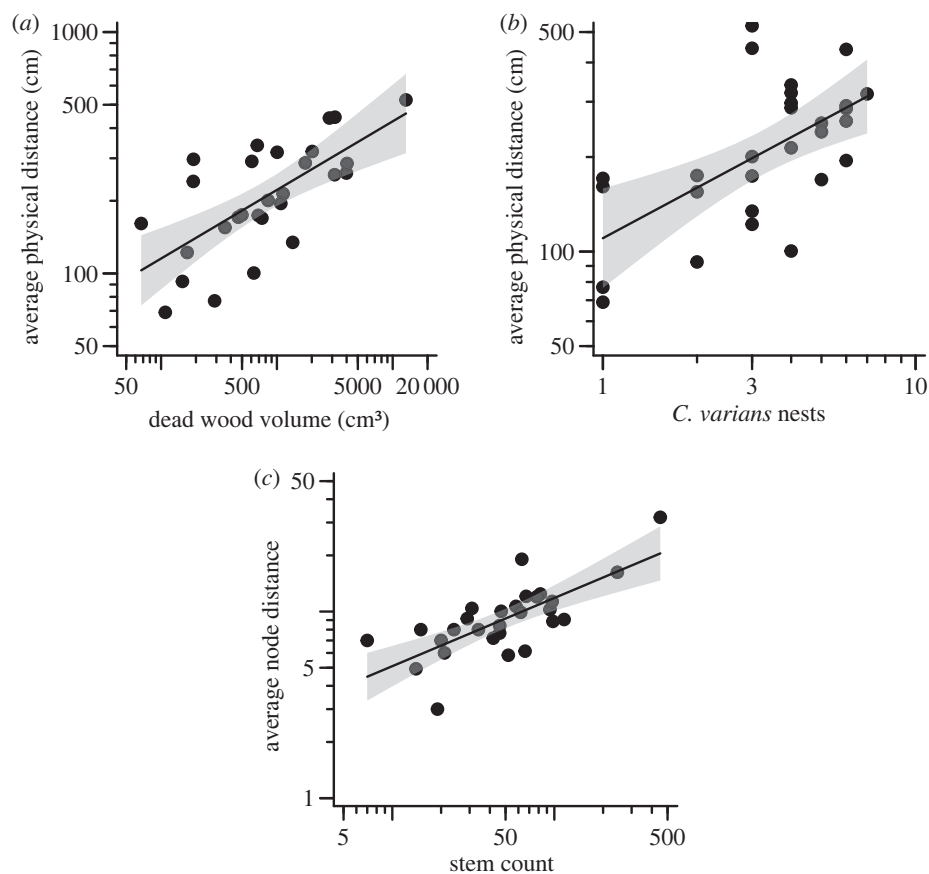 (a)
average physical distance (cm)
1000
500
100
50
50 500 5000 20 000
dead wood volume (cm³)
(b)
average physical distance (cm)
500
100
50
1 3 10
C. varians nests
(c)
average node distance
50
5
1
5 50 500
stem count